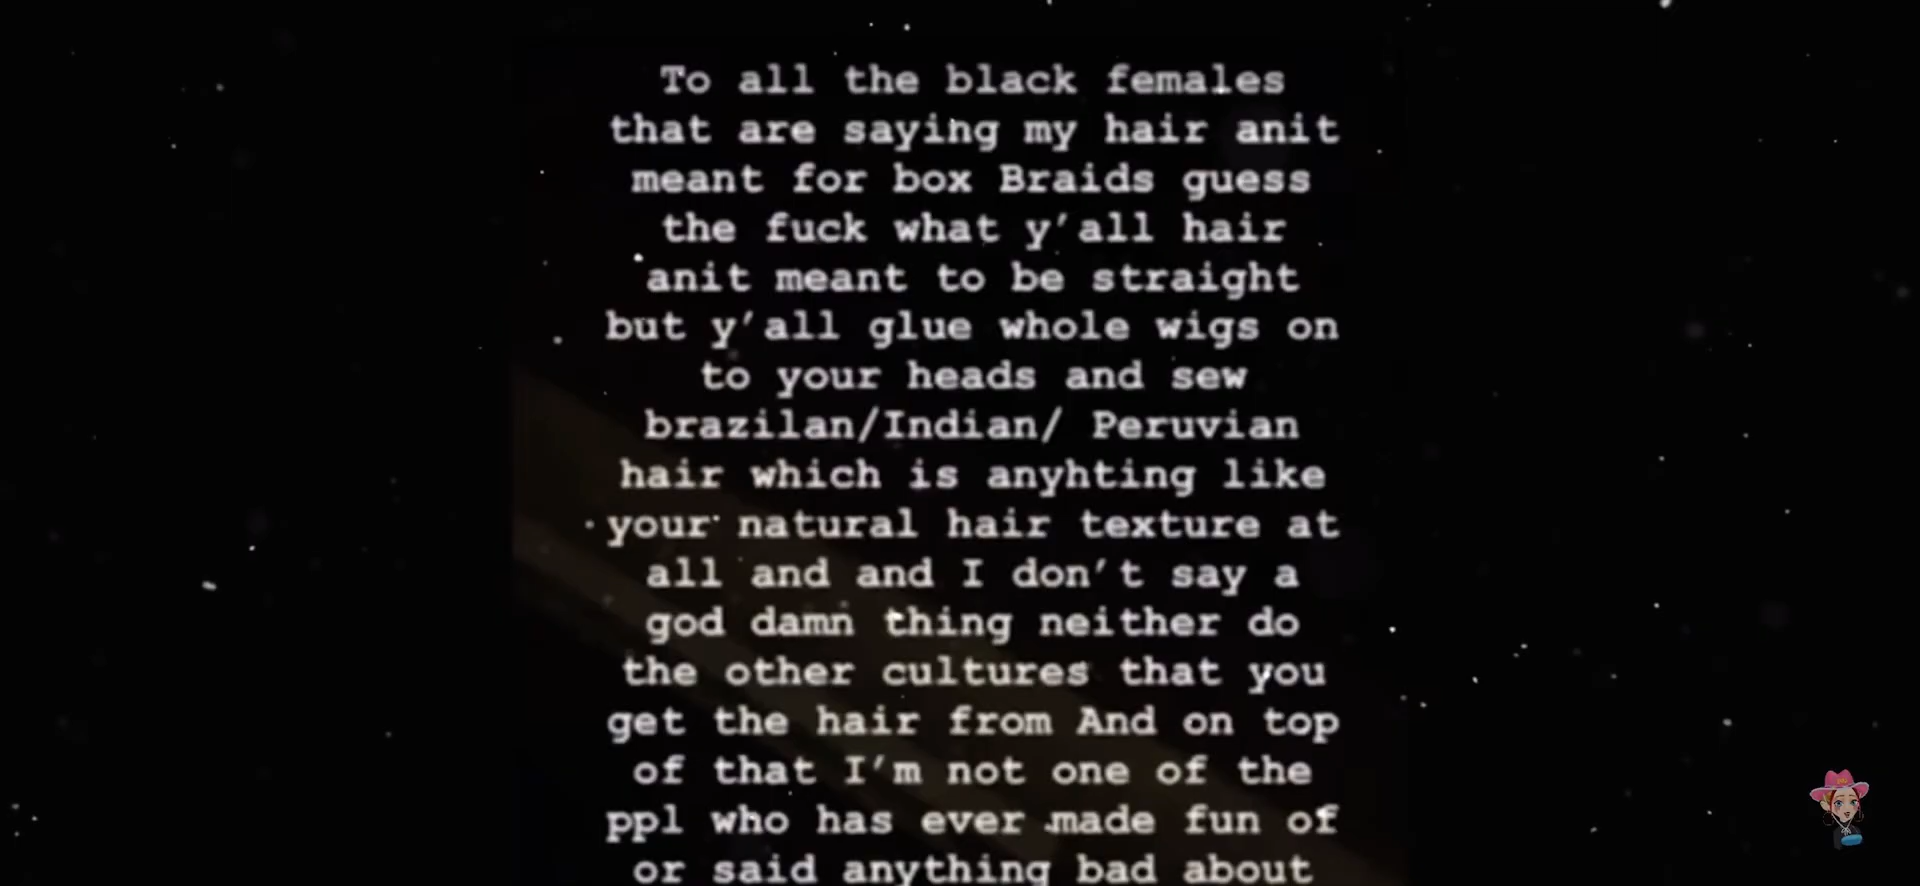 To all the black females
that are saying my hair anit
meant for box Braids guess
the fuck what y'all hair
anit meant to be straight
but y'all glue whole wigs on
to your heads and sew
brazilan/Indian/ Peruvian
hair which is anyhting like
your natural hair texture at
all and and I don't say a
god damn thing neither do
the other cultures that you
get the hair from And on top
of that I'm not one of the
ppl who has ever made fun of
or said anything bad about